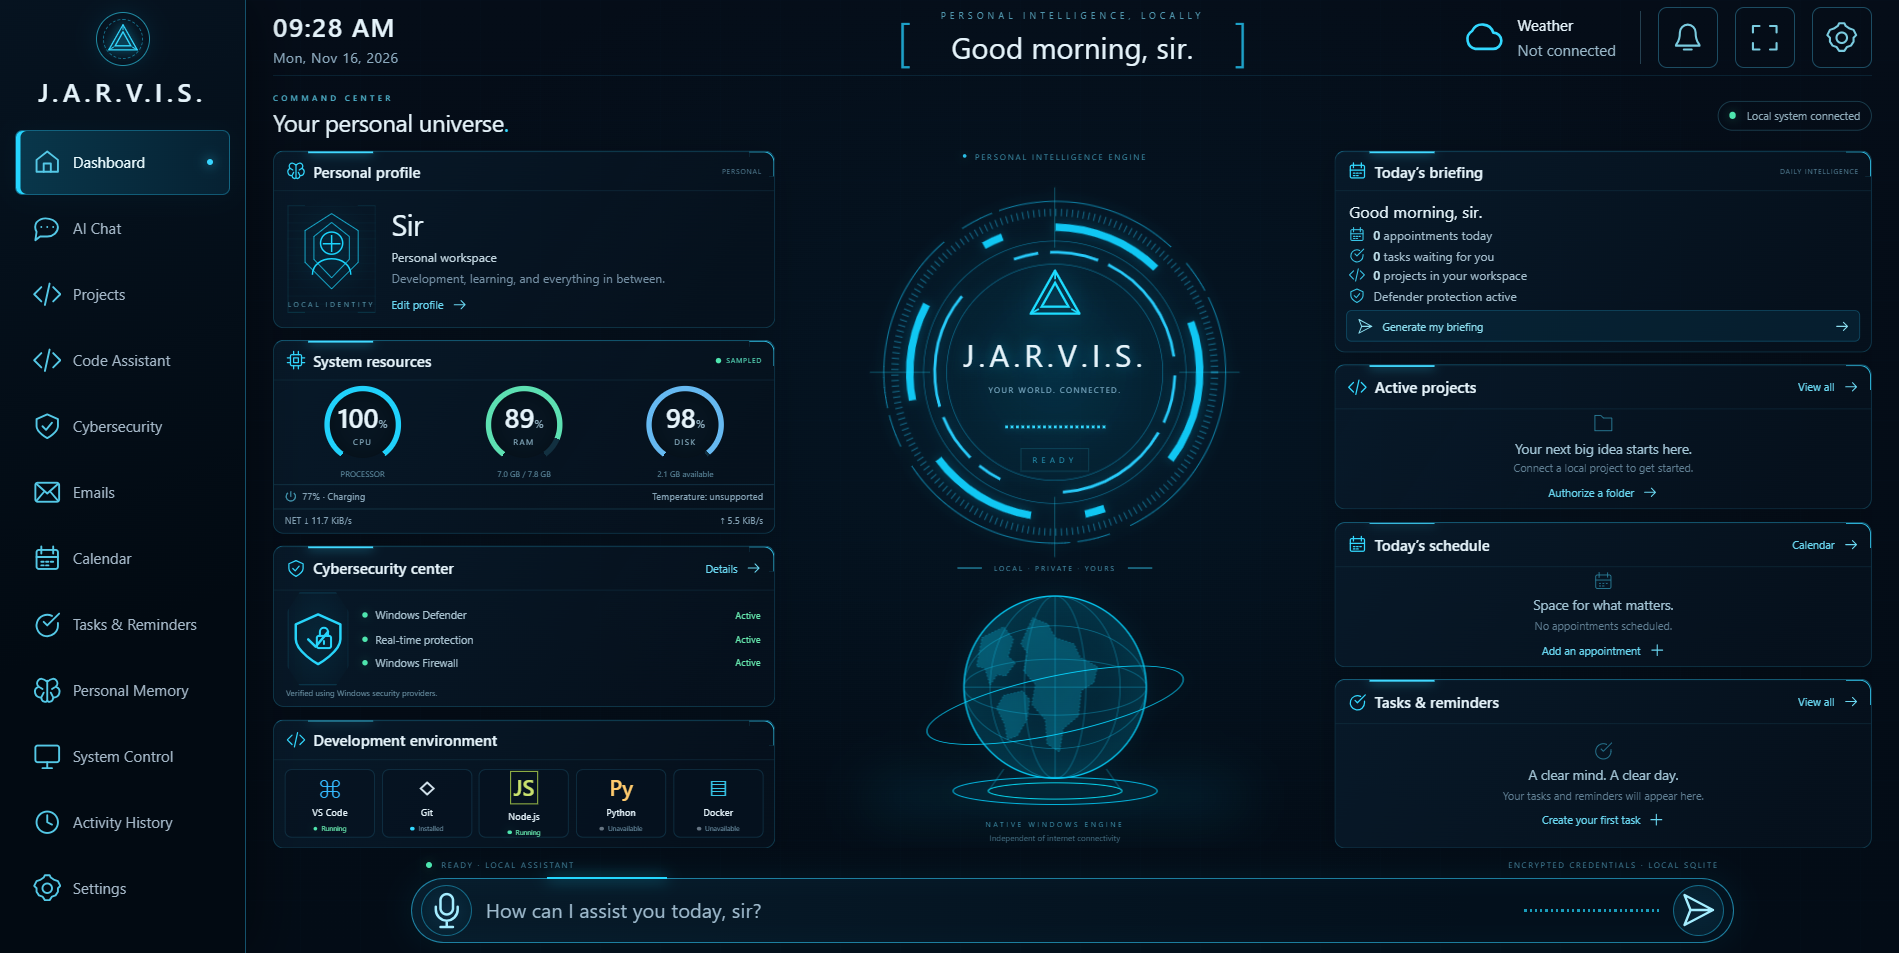 J.A.R.V.I.S.
Dashboard
AI Chat
Projects
Code Assistant
Cybersecurity
Emails
Calendar
Tasks & Reminders
Personal Memory
System Control
Activity History
Settings
09:28 AM
Mon, Nov 16, 2026
PERSONAL INTELLIGENCE, LOCALLY
Good morning, sir.
Weather
Not connected
COMMAND CENTER
Your personal universe.
Local system connected
Personal profile
PERSONAL
LOCAL IDENTITY
Sir
Personal workspace
Development, learning, and everything in between.
Edit profile →
System resources
SAMPLED
100%
CPU
PROCESSOR
89%
RAM
7.0 GB / 7.8 GB
98%
DISK
2.1 GB available
77% · Charging
Temperature: unsupported
NET ↓ 11.7 KiB/s
↑ 5.5 KiB/s
Cybersecurity center
Details →
Windows Defender Active
Real-time protection Active
Windows Firewall Active
Verified using Windows security providers.
Development environment
VS Code
Running
Git
Installed
JS
Node.js
Running
Py
Python
Unavailable
Docker
Unavailable
PERSONAL INTELLIGENCE ENGINE
J.A.R.V.I.S.
YOUR WORLD. CONNECTED.
READY
LOCAL · PRIVATE · YOURS
NATIVE WINDOWS ENGINE
Independent of internet connectivity
Today's briefing
DAILY INTELLIGENCE
Good morning, sir.
0 appointments today
0 tasks waiting for you
0 projects in your workspace
Defender protection active
Generate my briefing →
Active projects
View all →
Your next big idea starts here.
Connect a local project to get started.
Authorize a folder →
Today's schedule
Calendar →
Space for what matters.
No appointments scheduled.
Add an appointment +
Tasks & reminders
View all →
A clear mind. A clear day.
Your tasks and reminders will appear here.
Create your first task +
READY · LOCAL ASSISTANT
ENCRYPTED CREDENTIALS · LOCAL SQLITE
How can I assist you today, sir?